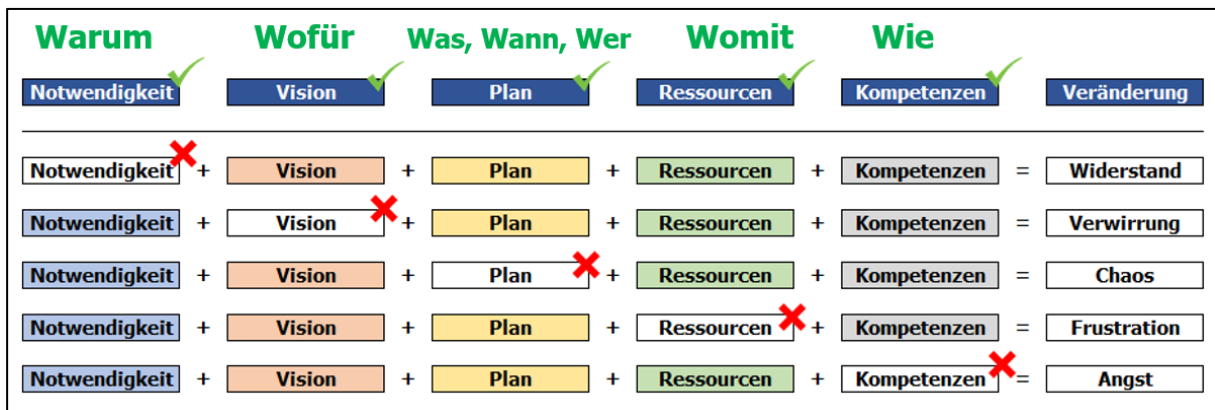 Warum Wofür Was, Wann, Wer Womit Wie
Notwendigkeit Vision Plan Ressourcen Kompetenzen Veränderung
Notwendigkeit + Vision + Plan + Ressourcen + Kompetenzen = Widerstand
Notwendigkeit + Vision + Plan + Ressourcen + Kompetenzen = Verwirrung
Notwendigkeit + Vision + Plan + Ressourcen + Kompetenzen = Chaos
Notwendigkeit + Vision + Plan + Ressourcen + Kompetenzen = Frustration
Notwendigkeit + Vision + Plan + Ressourcen + Kompetenzen = Angst